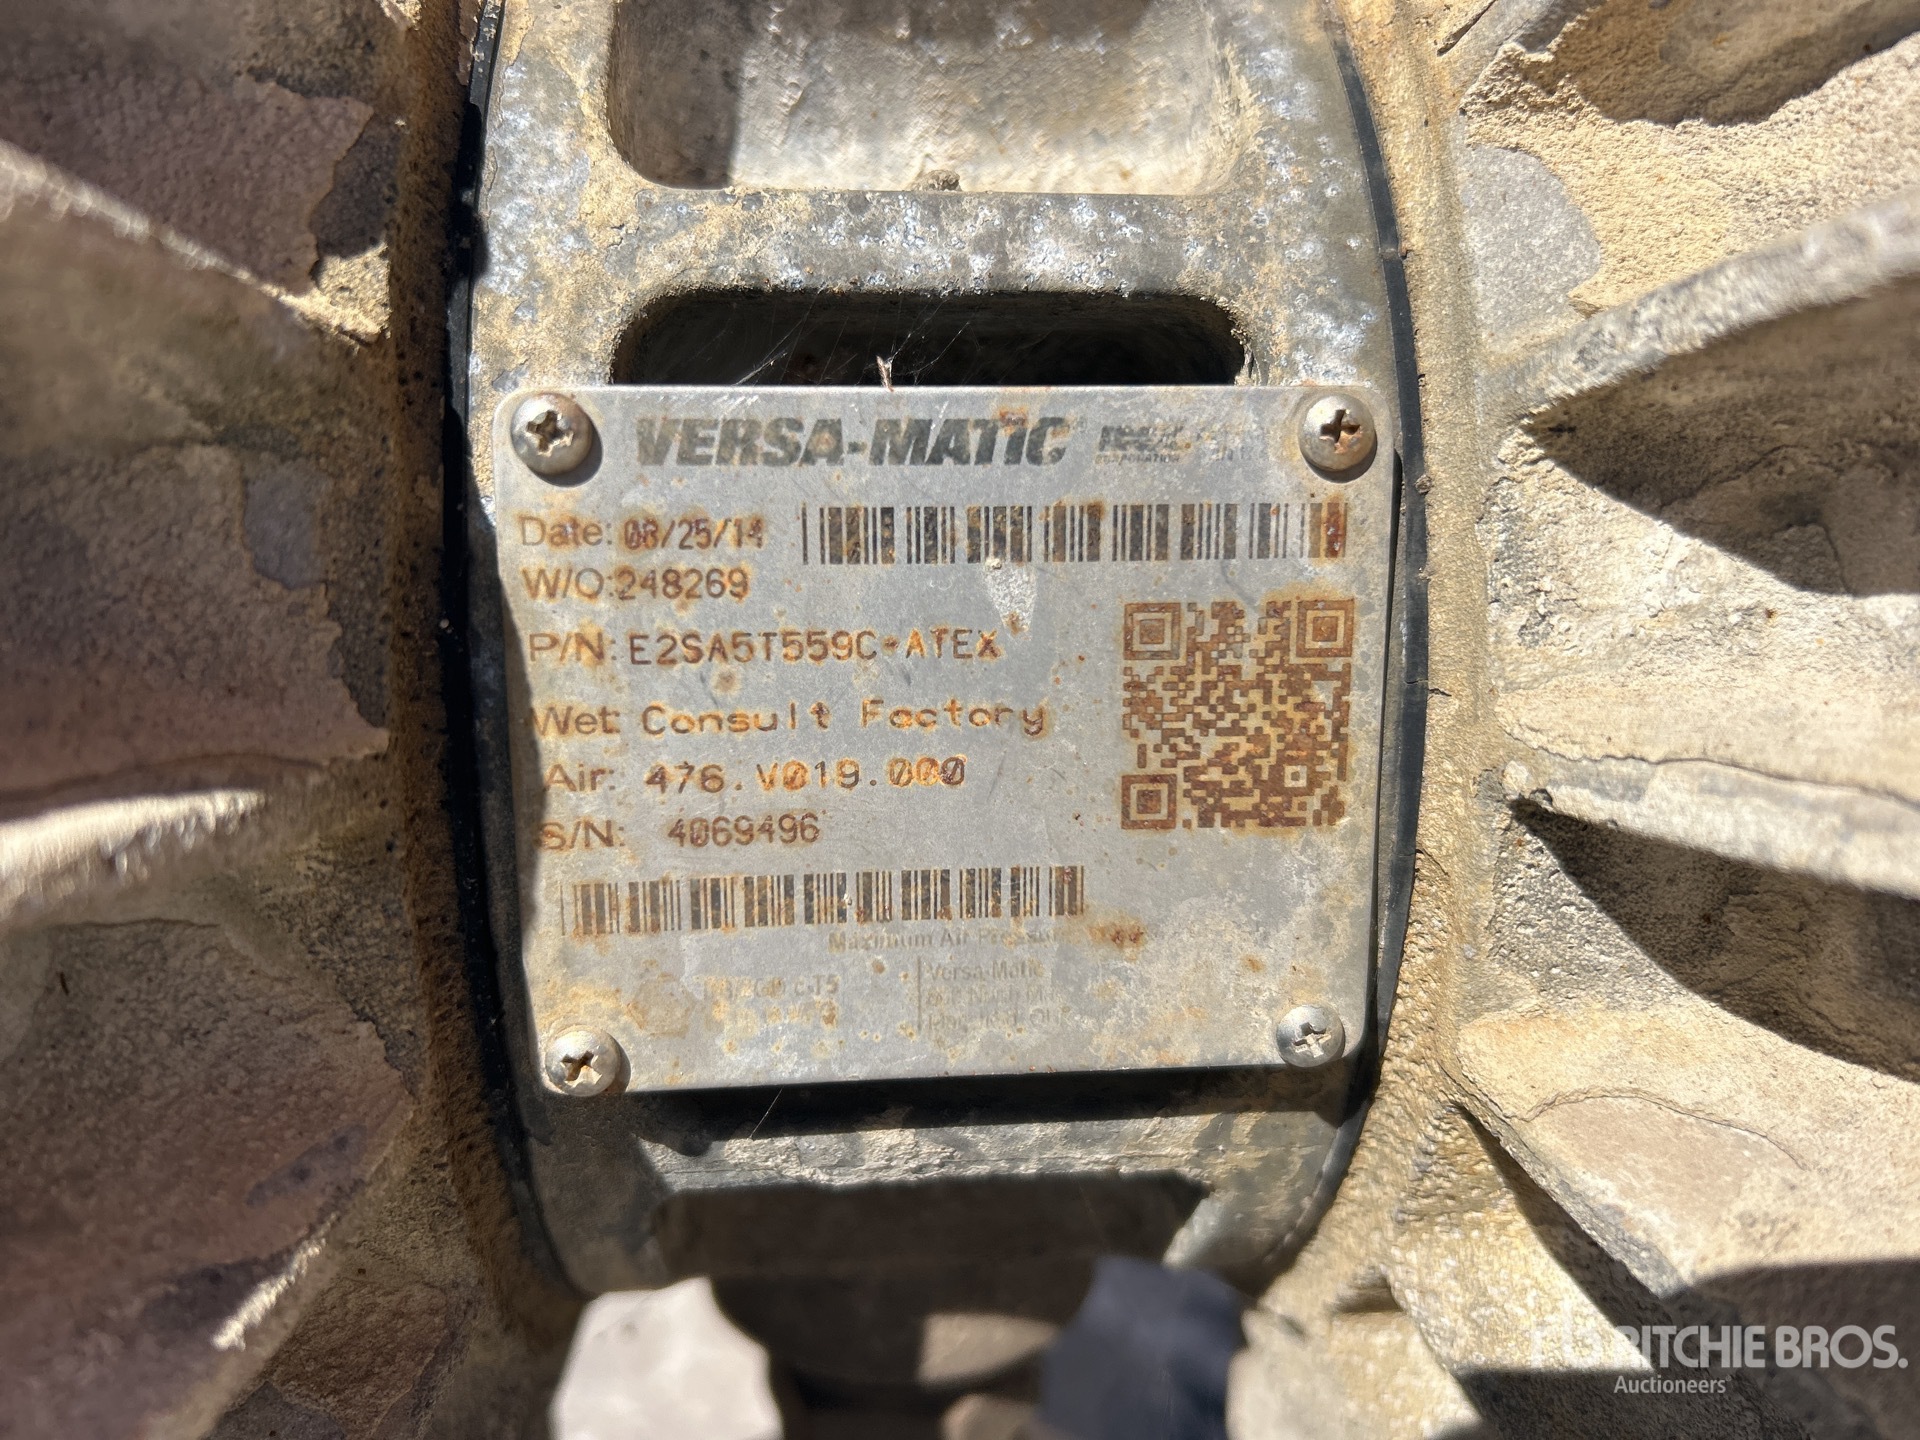 VERSA-MATIC
CORPORATION
Date: 08/25/14
W/O: 248269
P/N: E2SA5T559C-ATEX
Wet: Consult Factory
Air: 476.V019.000
S/N: 4069496
Maximum Air Pressure
Versa-Matic
RITCHIE BROS.
Auctioneers